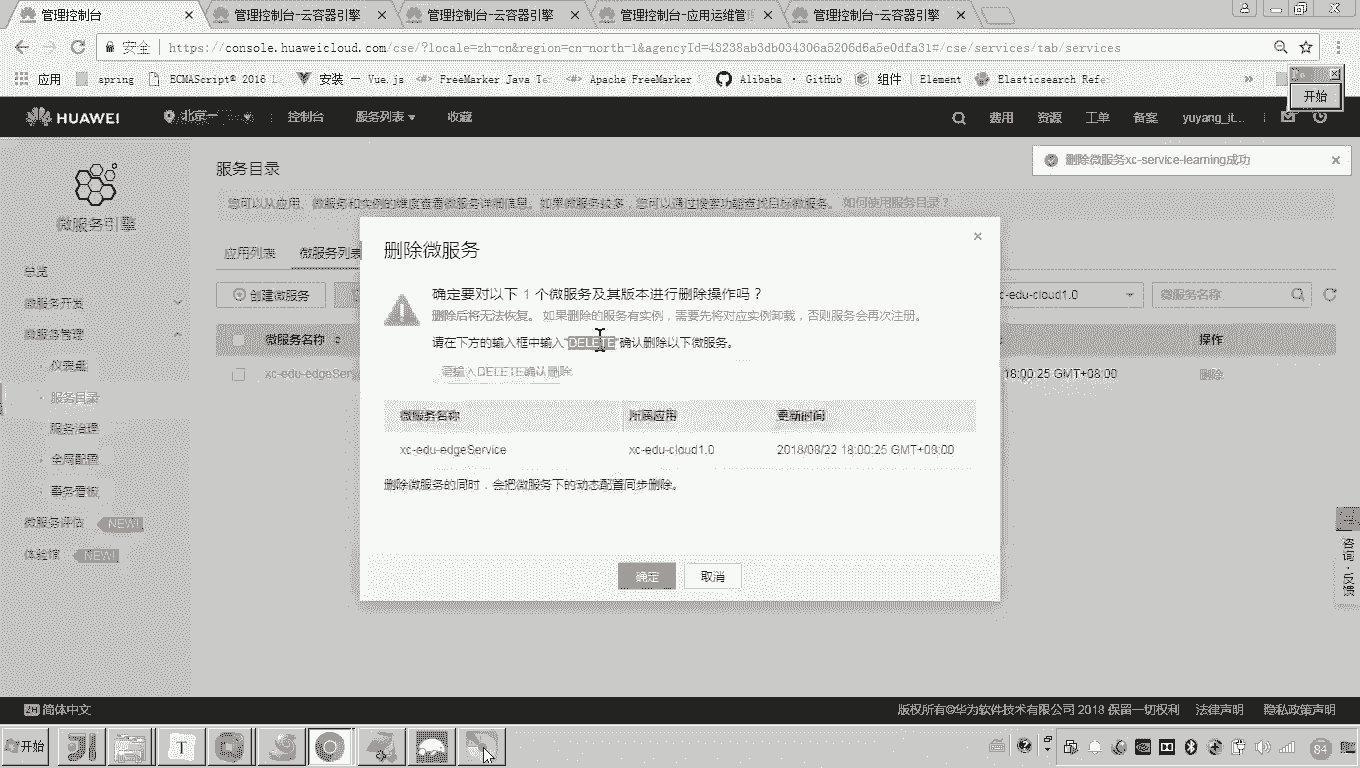 管理控制台
管理控制台-云容器引擎
管理控制台-云容器引擎
管理控制台-应用运维管理
管理控制台-云容器引擎
安全
https://console.huaweicloud.com/cse/?locale=zh-cn&region=cn-north-1&agencyId=43238ab3db034306a5206d6a5e0dfa31#/cse/services/tab/services
应用
spring
ECMAScript® 2016 L
安装 — Vue.js
FreeMarker Java Te
Apache FreeMarker
Alibaba · GitHub
组件 | Element
Elasticsearch Refe
»
开始
HUAWEI
北京一
控制台
服务列表
收藏
费用
资源
工单
备案
yuyang_it...
微服务引擎
总览
微服务开发
微服务管理
· 仪表盘
· 服务目录
· 服务治理
· 全局配置
· 事务看板
微服务评估 NEW!
体验馆 NEW!
服务目录
删除微服务xc-service-learning成功
您可以从应用、微服务和实例的维度查看微服务详细信息。如果微服务较多，您可以通过搜索功能查找目标微服务。 如何使用服务目录？
应用列表
微服务列表
创建微服务
c-edu-cloud1.0
微服务名称
微服务名称
操作
xc-edu-edgeServ
18:00:25 GMT+08:00
删除
删除微服务
确定要对以下 1 个微服务及其版本进行删除操作吗？
删除后将无法恢复。 如果删除的服务有实例，需要先将对应实例卸载，否则服务会再次注册。
请在下方的输入框中输入"DELETE"确认删除以下微服务。
请输入DELETE确认删除
微服务名称
所属应用
更新时间
xc-edu-edgeService
xc-edu-cloud1.0
2018/08/22 18:00:25 GMT+08:00
删除微服务的同时，会把微服务下的动态配置同步删除。
确定
取消
咨询·反馈
ZH 简体中文
版权所有©华为软件技术有限公司 2018 保留一切权利
法律声明
隐私政策声明
开始
T
84